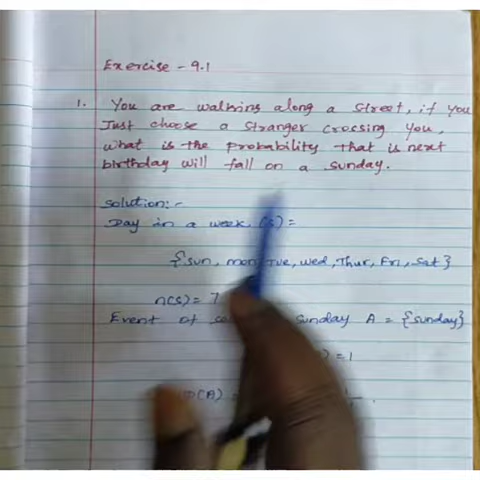 Exercise - 9.1
1. You are walking along a street, if you
Just choose a stranger crossing you,
what is the probability that is next
birthday will fall on a sunday.
Solution:-
Day in a week (s) =
{sun, mon, Tue, wed, Thur, Fri, sat}
n(s) = 7
Event of sunday A = {sunday}
) = 1
(A) =